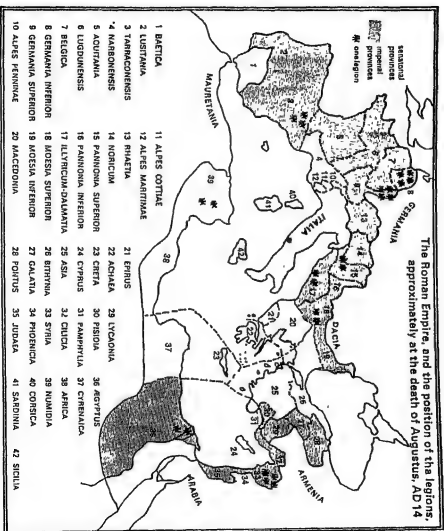 The Roman Empire, and the position of tha legions,
approximately at the death of Augustus, AD 14
senatorial
provinces
imperial
provinces
onelegion
GERMANIA
DACIA
ARMENIA
ITALIA
MAURETANIA
ARABIA
1 BAETICA
2 LUSITANIA
3 TARRACONENSIS
*4 NARBONENSIS
5 AQUITANIA
6 LUGDUNENSIS
7 BELGICA
8 GERMANIA INFERIOR
9 GERMANIA SUPERIOR
10 ALPES PENNINAE
11 ALPES COTTIAE
12 ALPES MARITIMAE
13 RHAETIA
14 NORICUM
15 PANNONIA SUPERIOR
16 PANNONIA INFERIOR
17 ILLYRICUM-DALMATIA
18 MOESIA SUPERIOR
19 MOESIA INFERIOR
20 MACEDONIA
21 EPIRUS
22 ACHAEA
23 CRETA
24 CYPRUS
25 ASIA
26 BITHYNIA
27 GALATIA
28 PONTUS
29 LYCAONIA
30 PISIDIA
31 PAMPHYLIA
32 CILICIA
33 SYRIA
34 PHOENICIA
35 JUDAEA
36 ÆGYPTUS
37 CYRENAICA
38 AFRICA
39 NUMIDIA
40 CORSICA
41 SARDINIA
42 SICILIA